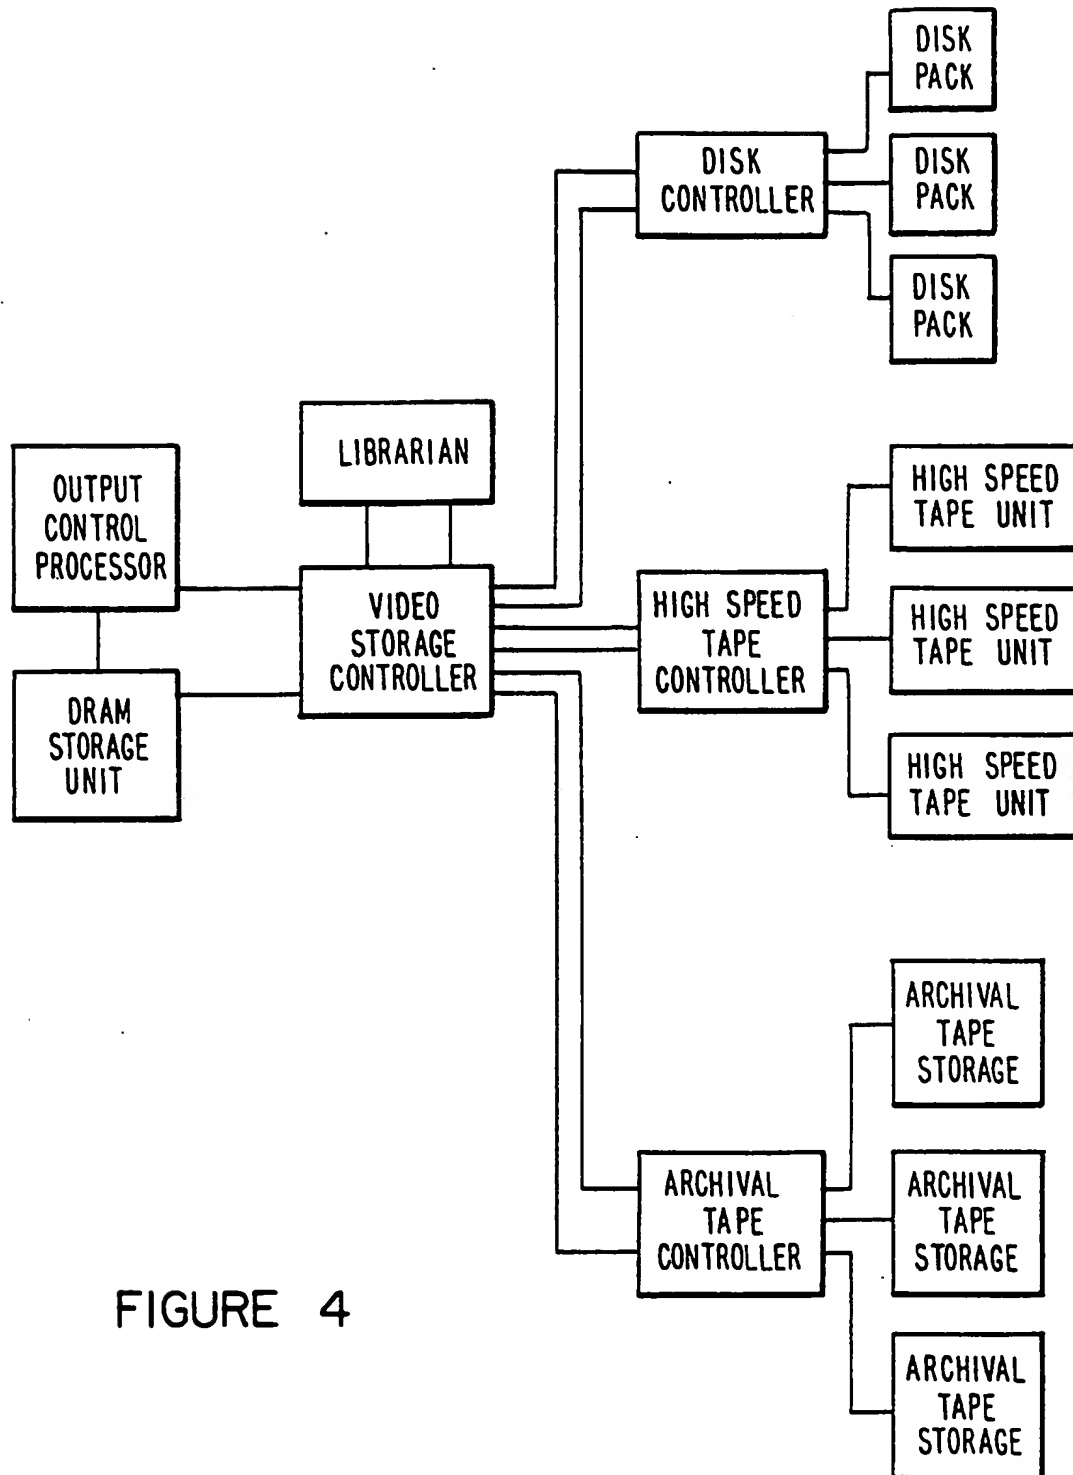 DISK
PACK
DISK
CONTROLLER
DISK
PACK
DISK
PACK
LIBRARIAN
OUTPUT
CONTROL
PROCESSOR
VIDEO
STORAGE
CONTROLLER
DRAM
STORAGE
UNIT
HIGH SPEED
TAPE UNIT
HIGH SPEED
TAPE
CONTROLLER
HIGH SPEED
TAPE UNIT
HIGH SPEED
TAPE UNIT
ARCHIVAL
TAPE
STORAGE
ARCHIVAL
TAPE
CONTROLLER
ARCHIVAL
TAPE
STORAGE
ARCHIVAL
TAPE
STORAGE
FIGURE 4